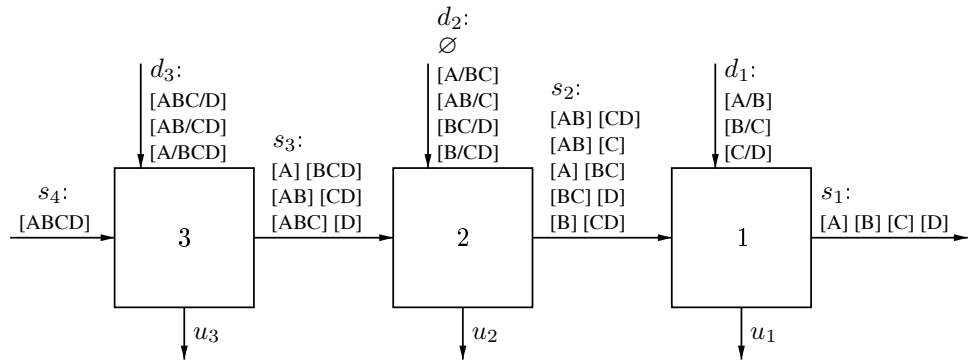 d₂:
∅
[A/BC]
[AB/C]
[BC/D]
[B/CD]
d₃:
[ABC/D]
[AB/CD]
[A/BCD]
d₁:
[A/B]
[B/C]
[C/D]
s₂:
[AB] [CD]
[AB] [C]
[A] [BC]
[BC] [D]
[B] [CD]
s₃:
[A] [BCD]
[AB] [CD]
[ABC] [D]
s₄:
[ABCD]
s₁:
[A] [B] [C] [D]
3
2
1
u₃
u₂
u₁